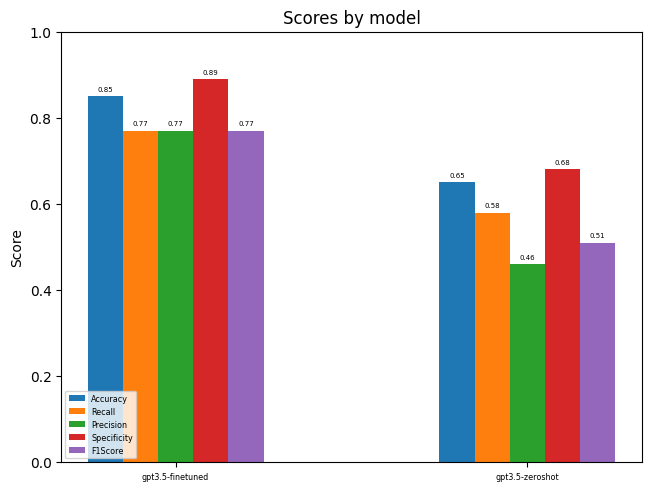 Scores by model
Score
1.0
0.8
0.6
0.4
0.2
0.0
0.85
0.77
0.77
0.89
0.77
0.65
0.58
0.46
0.68
0.51
Accuracy
Recall
Precision
Specificity
F1Score
gpt3.5-finetuned
gpt3.5-zeroshot